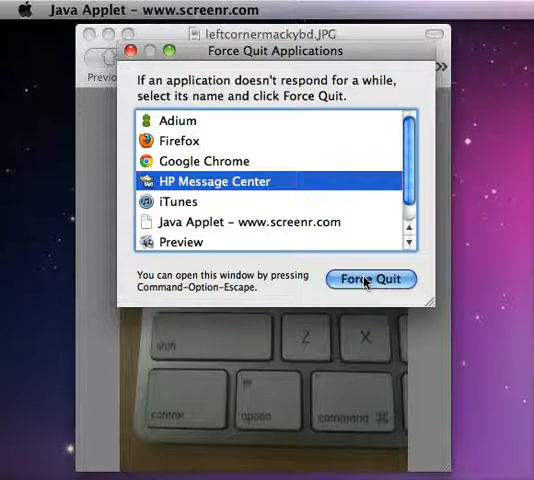 Java Applet - www.screenr.com
leftcornermackybd.JPG
Force Quit Applications
Previo
If an application doesn't respond for a while,
select its name and click Force Quit.
Adium
Firefox
Google Chrome
HP Message Center
iTunes
Java Applet - www.screenr.com
Preview
You can open this window by pressing
Command-Option-Escape.
Force Quit
shift
Z
X
control
option
command ⌘